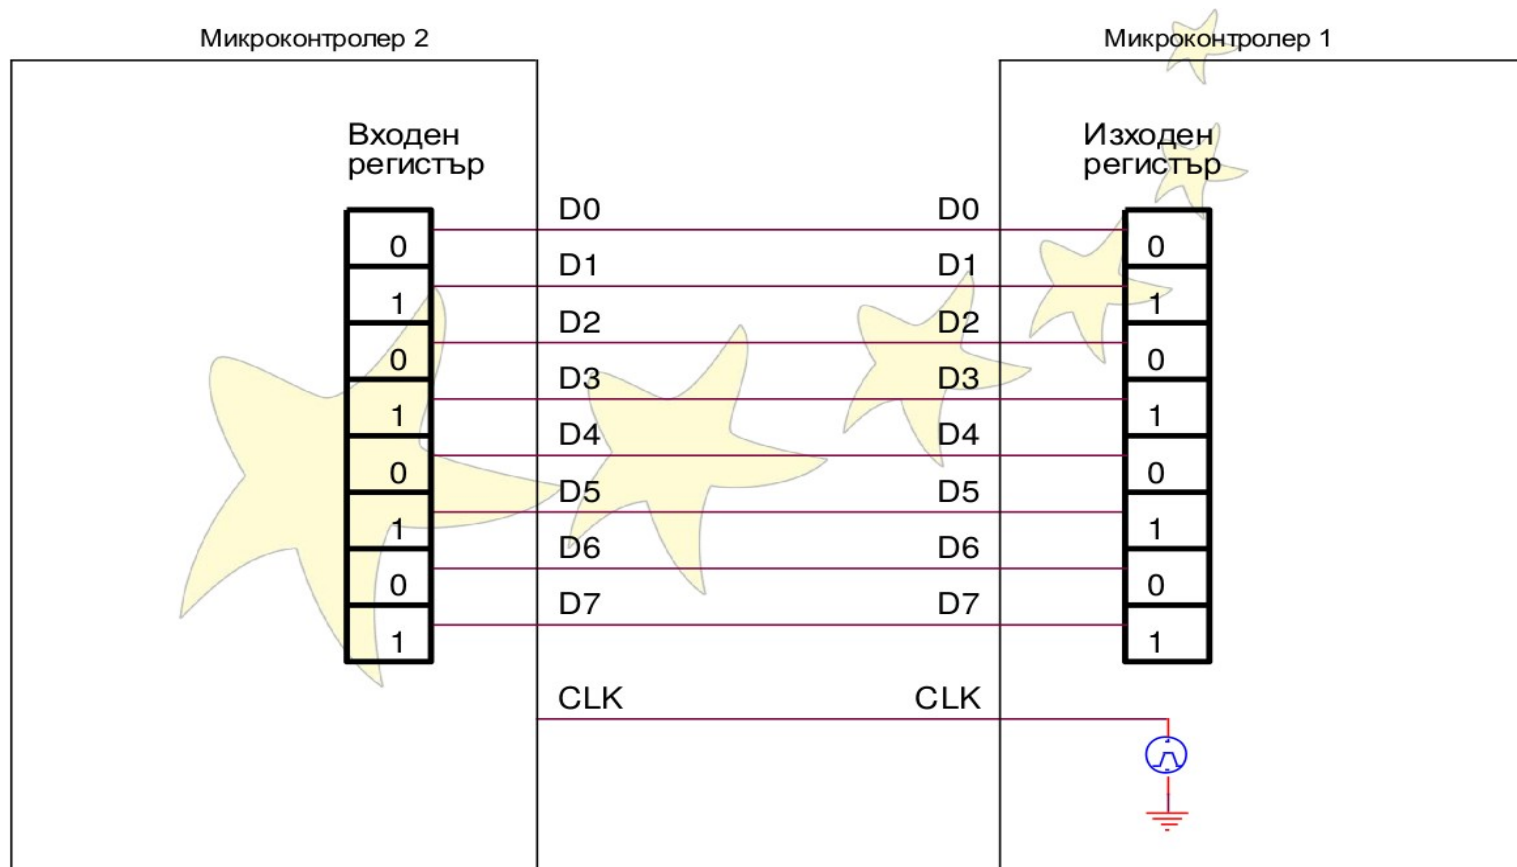 Микроконтролер 2
Микроконтролер 1
Входен
регистър
Изходен
регистър
D0 D0
0 0
D1 D1
1 1
D2 D2
0 0
D3 D3
1 1
D4 D4
0 0
D5 D5
1 1
D6 D6
0 0
D7 D7
1 1
CLK CLK